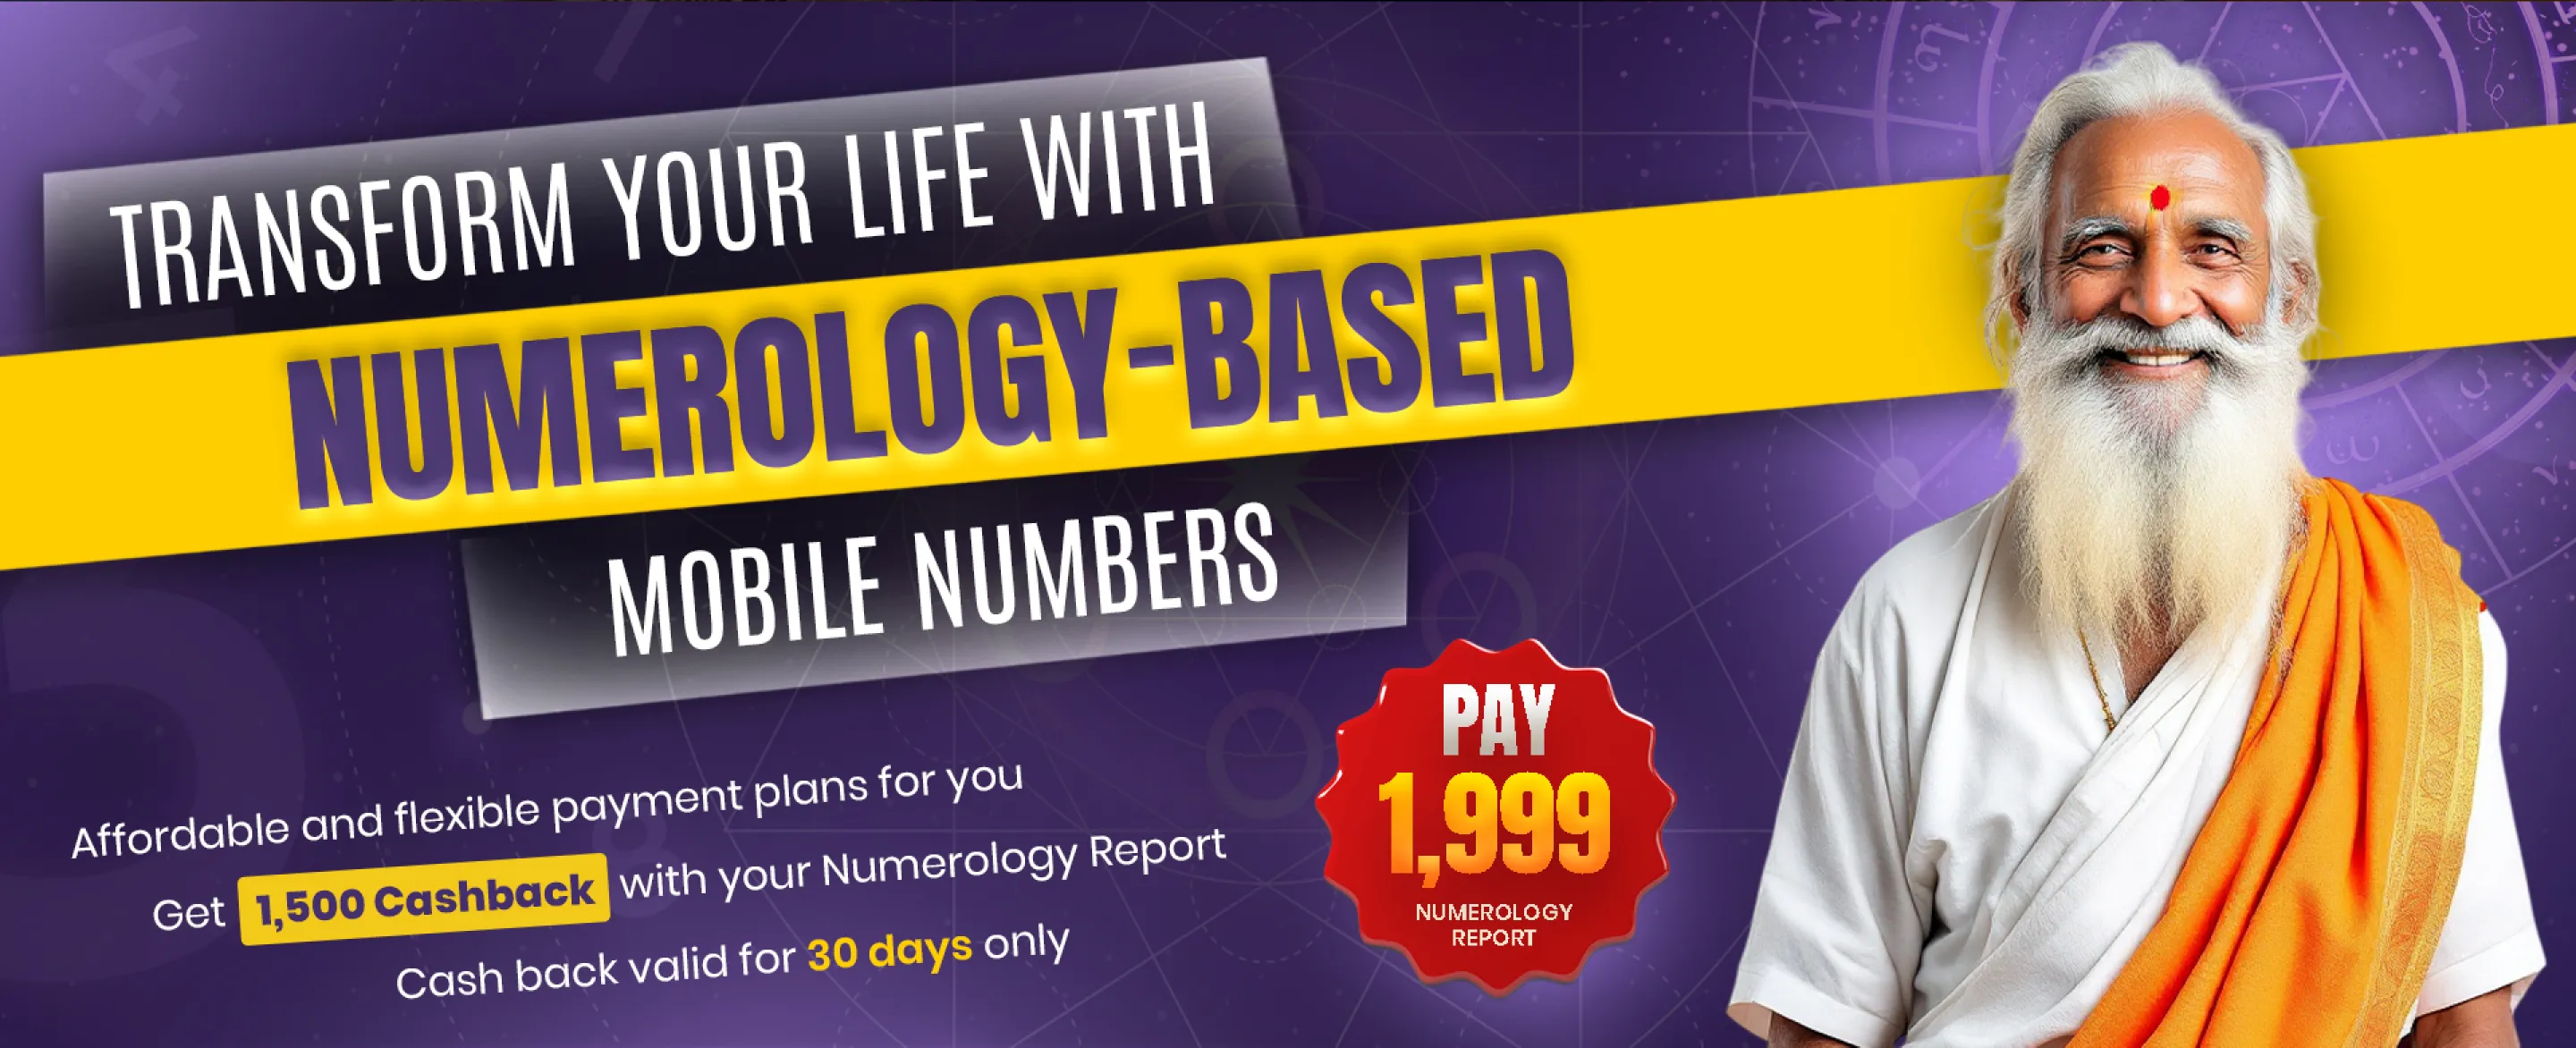 TRANSFORM YOUR LIFE WITH
NUMEROLOGY-BASED
MOBILE NUMBERS
Affordable and flexible payment plans for you
Get 1,500 Cashback with your Numerology Report
Cash back valid for 30 days only
PAY
1,999
NUMEROLOGY
REPORT